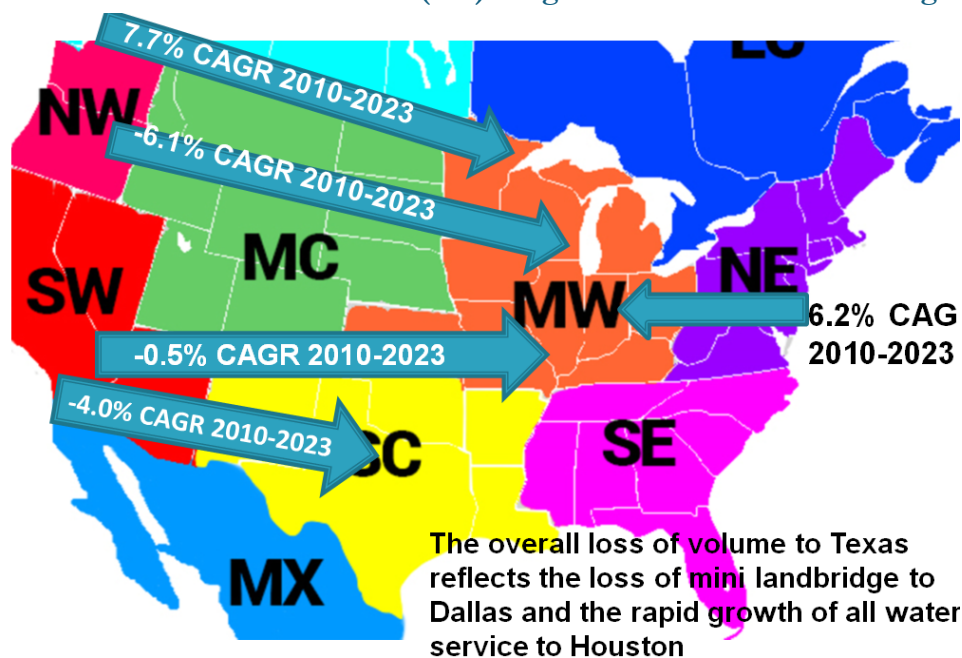 7.7% CAGR 2010-2023
NW
-6.1% CAGR 2010-2023
MC
NE
SW
MW
6.2% CAG
2010-2023
-0.5% CAGR 2010-2023
-4.0% CAGR 2010-2023
SC
SE
MX
The overall loss of volume to Texas
reflects the loss of mini landbridge to
Dallas and the rapid growth of all water
service to Houston